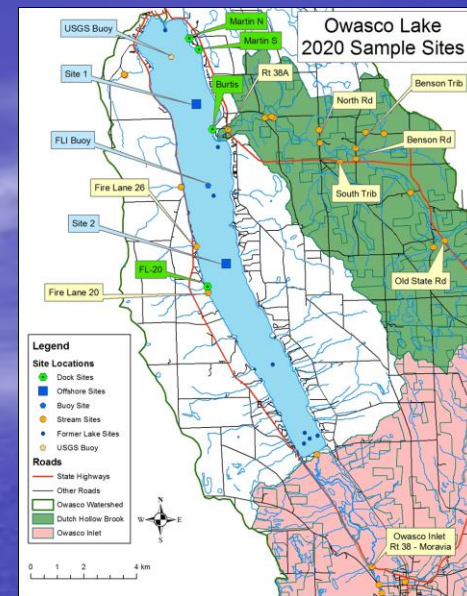 Owasco Lake
2020 Sample Sites
USGS Buoy
Martin N
Martin S
Site 1
Burtis
Rt 38A
North Rd
Benson Trib
FLI Buoy
Benson Rd
South Trib
Fire Lane 26
Site 2
FL-20
Old State Rd
Fire Lane 20
Legend
Site Locations
Dock Sites
Offshore Sites
Buoy Site
Stream Sites
Former Lake Sites
USGS Buoy
Roads
State Highways
Other Roads
Owasco Watershed
Dutch Hollow Brook
Owasco Inlet
N
W
E
S
0
1
2
4 km
Owasco Inlet
Rt 38 - Moravia